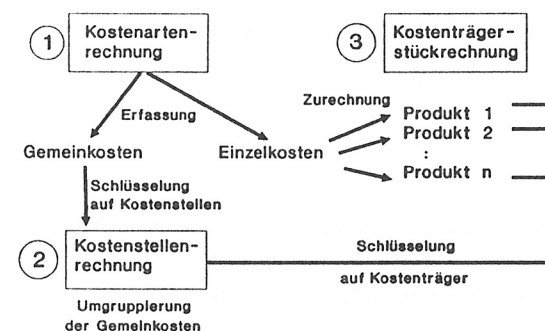 1
Kostenarten-
rechnung
3
Kostenträger-
stückrechnung
Erfassung
Zurechnung
Produkt 1
Produkt 2
:
Produkt n
Gemeinkosten
Einzelkosten
Schlüsselung
auf Kostenstellen
2
Kostenstellen-
rechnung
Schlüsselung
auf Kostenträger
Umgruppierung
der Gemeinkosten